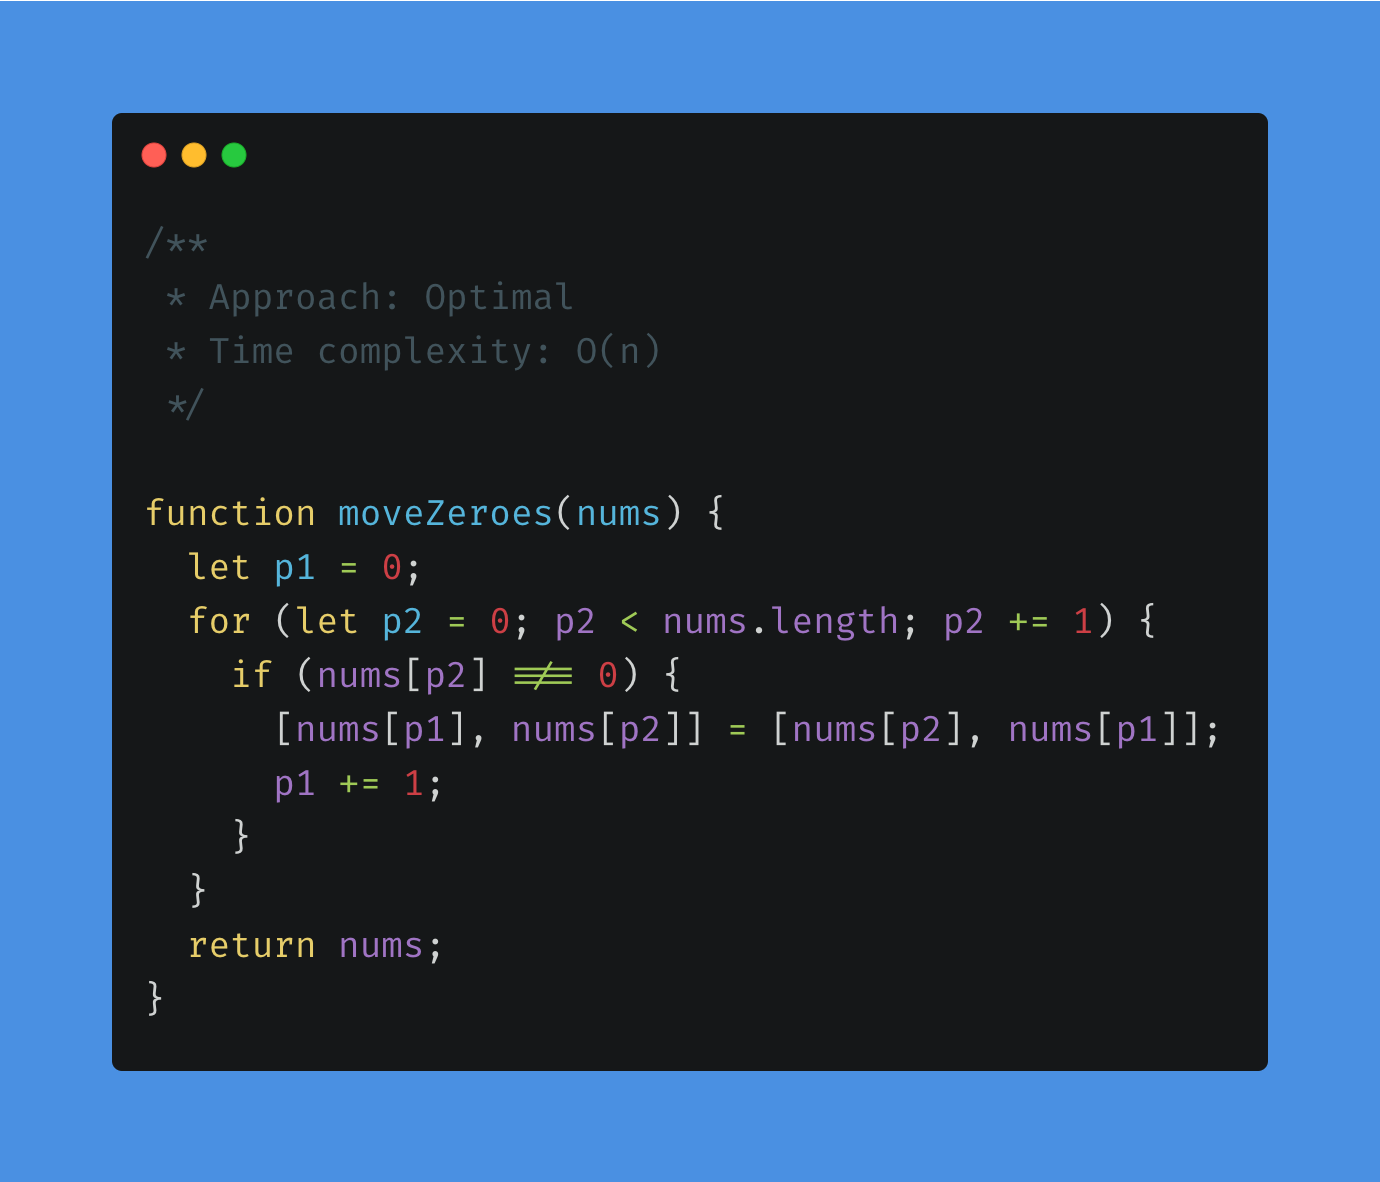 /**
 * Approach: Optimal
 * Time complexity: O(n)
 */

function moveZeroes(nums) {
  let p1 = 0;
  for (let p2 = 0; p2 < nums.length; p2 += 1) {
    if (nums[p2] !== 0) {
      [nums[p1], nums[p2]] = [nums[p2], nums[p1]];
      p1 += 1;
    }
  }
  return nums;
}